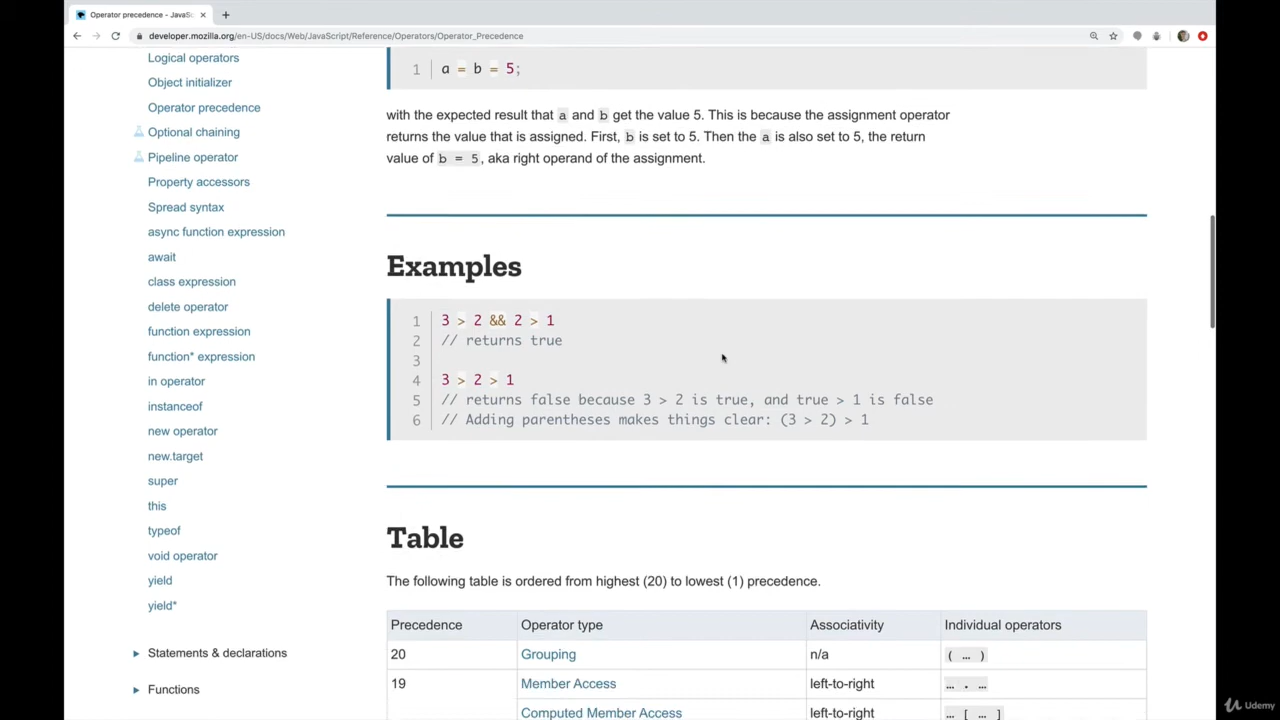 Operator precedence - JavaSc
developer.mozilla.org/en-US/docs/Web/JavaScript/Reference/Operators/Operator_Precedence
Logical operators
Object initializer
Operator precedence
Optional chaining
Pipeline operator
Property accessors
Spread syntax
async function expression
await
class expression
delete operator
function expression
function* expression
in operator
instanceof
new operator
new.target
super
this
typeof
void operator
yield
yield*
Statements & declarations
Functions
1 a = b = 5;
with the expected result that a and b get the value 5. This is because the assignment operator
returns the value that is assigned. First, b is set to 5. Then the a is also set to 5, the return
value of b = 5, aka right operand of the assignment.
Examples
1 3 > 2 && 2 > 1
2 // returns true
3
4 3 > 2 > 1
5 // returns false because 3 > 2 is true, and true > 1 is false
6 // Adding parentheses makes things clear: (3 > 2) > 1
Table
The following table is ordered from highest (20) to lowest (1) precedence.
Precedence Operator type Associativity Individual operators
20 Grouping n/a ( … )
19 Member Access left-to-right … . …
Computed Member Access left-to-right … [ … ]
Udemy